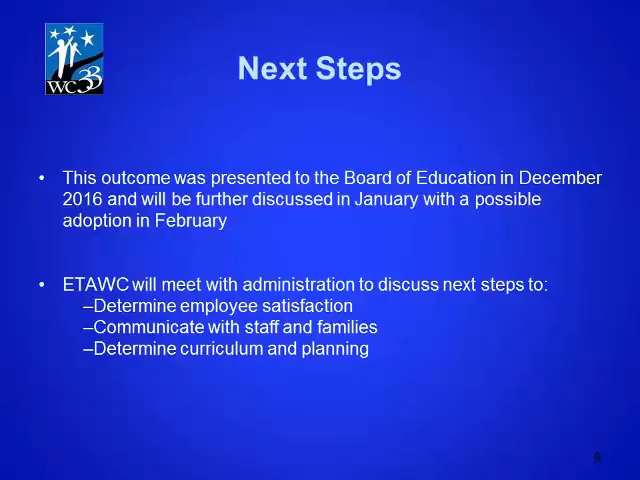 WC33
Next Steps
• This outcome was presented to the Board of Education in December
2016 and will be further discussed in January with a possible
adoption in February
• ETAWC will meet with administration to discuss next steps to:
–Determine employee satisfaction
–Communicate with staff and families
–Determine curriculum and planning
9